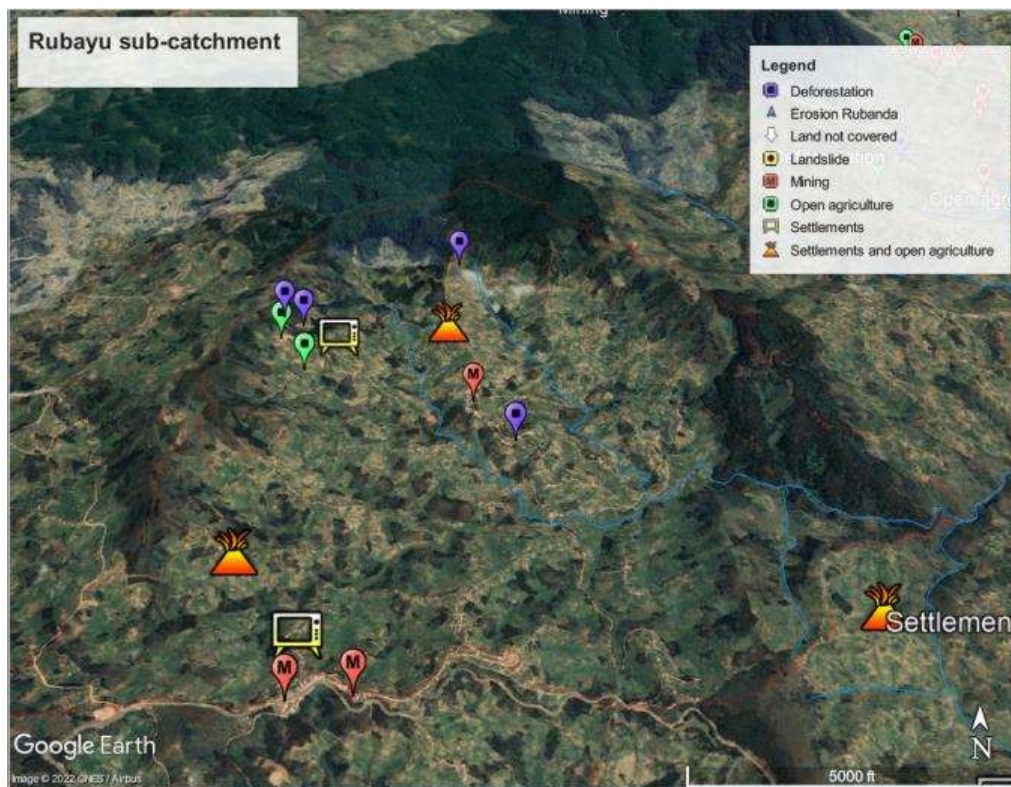 Mining
Rubayu sub-catchment
Legend
Deforestation
Erosion Rubanda
Land not covered
Landslide
Mining
Open agriculture
Settlements
Settlements and open agriculture
M
M
M
Settlemen
Google Earth
Image © 2022 CNES / Airbus
N
5000 ft